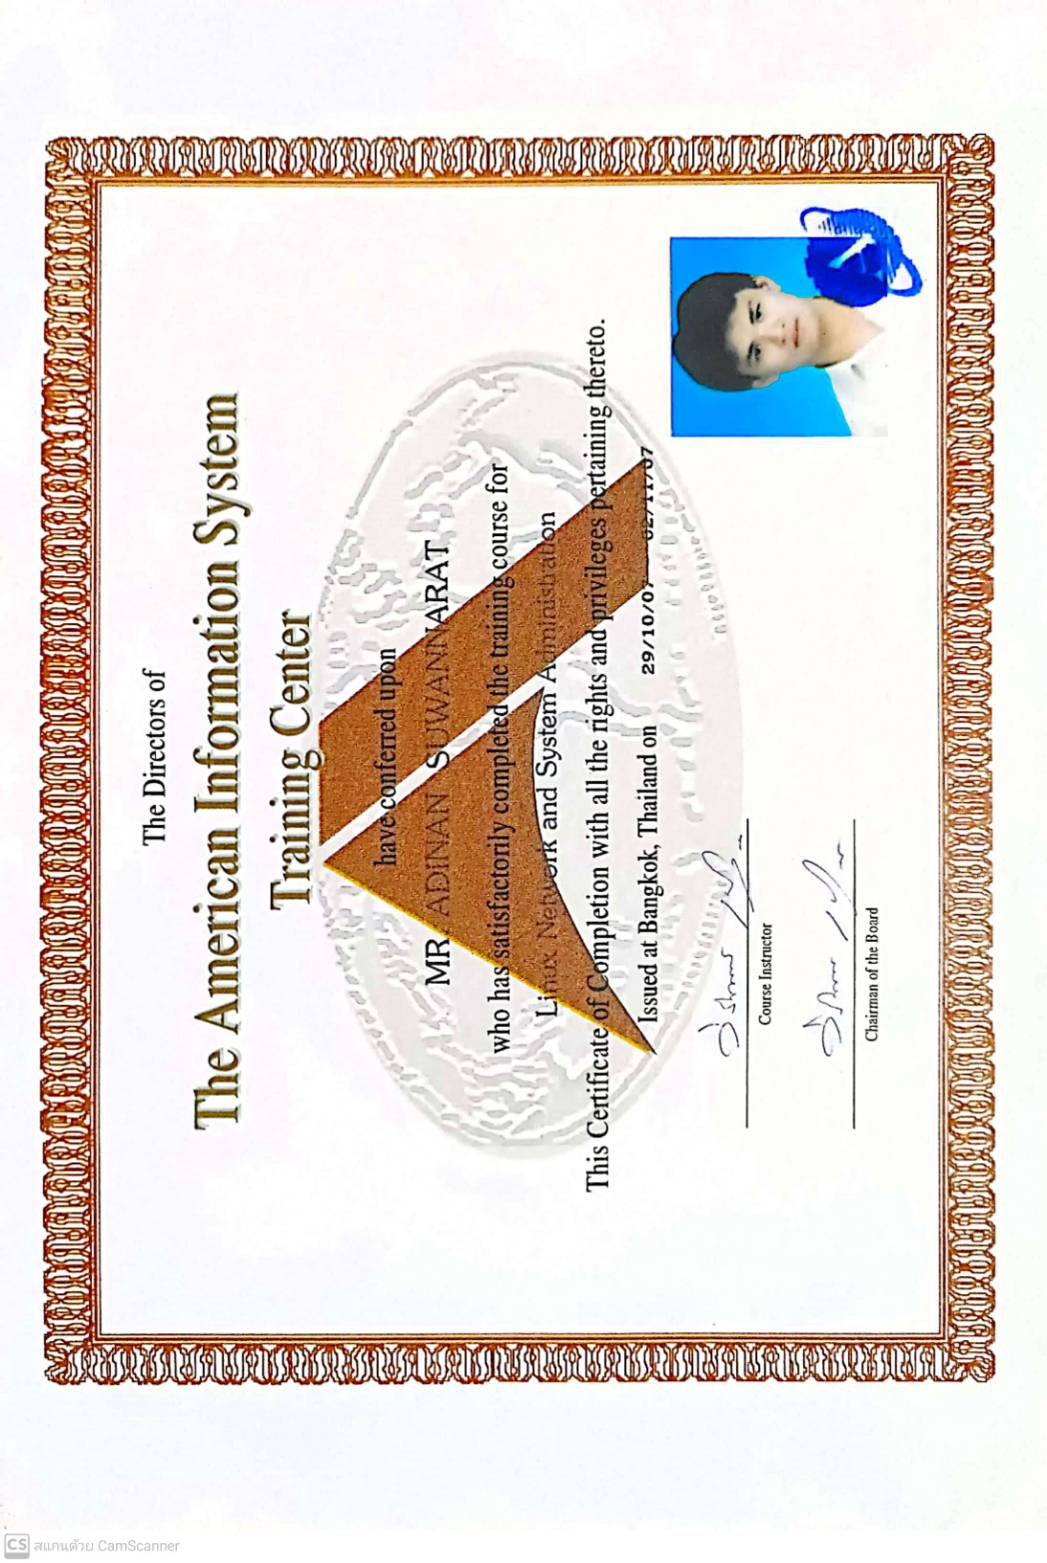 The Directors of
The American Information System
Training Center
have conferred upon
MR. ADINAN SUWANNARAT
who has satisfactorily completed the training course for
Linux Network and System Administration
This Certificate of Completion with all the rights and privileges pertaining thereto.
Issued at Bangkok, Thailand on 29/10/07 - 02/11/07
Course Instructor
Chairman of the Board
CS สแกนด้วย CamScanner